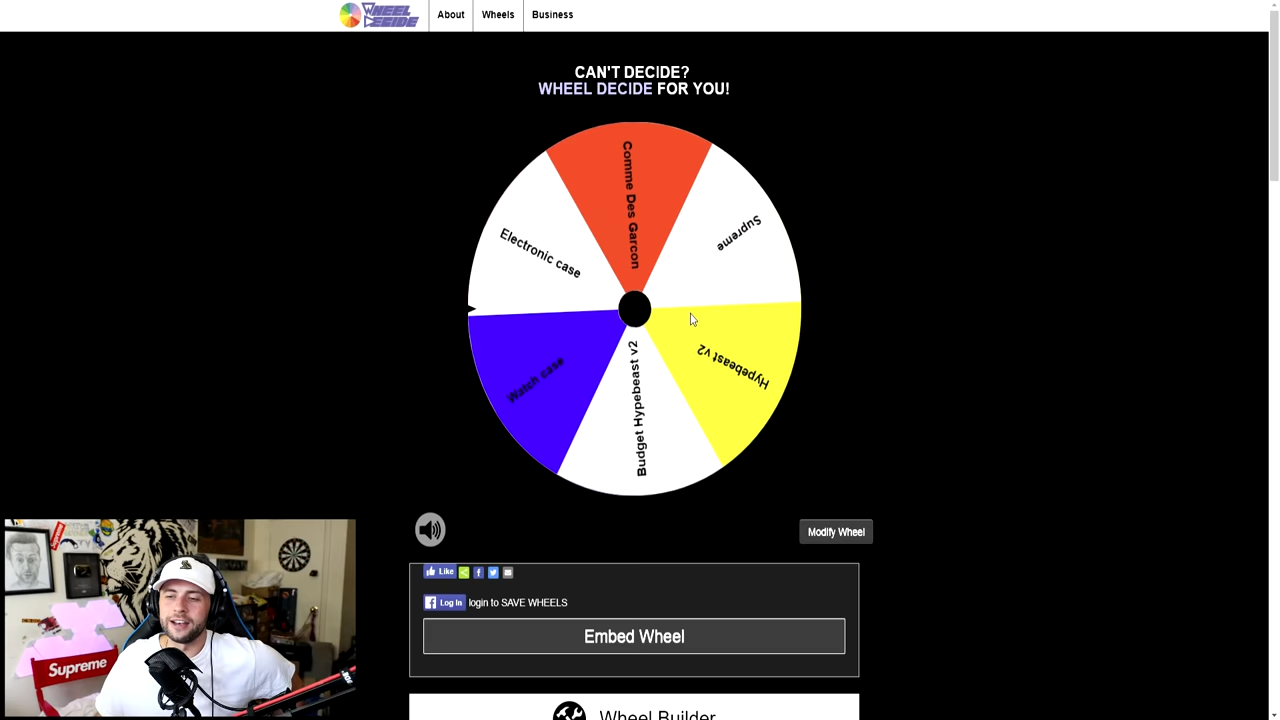 WHEEL
DECIDE
About
Wheels
Business
CAN'T DECIDE?
WHEEL DECIDE FOR YOU!
Comme Des Garcon
Supreme
Electronic case
Hypebeast v2
Watch case
Budget Hypebeast v2
Modify Wheel
Like
Log In
login to SAVE WHEELS
Embed Wheel
Wheel Builder
Supreme